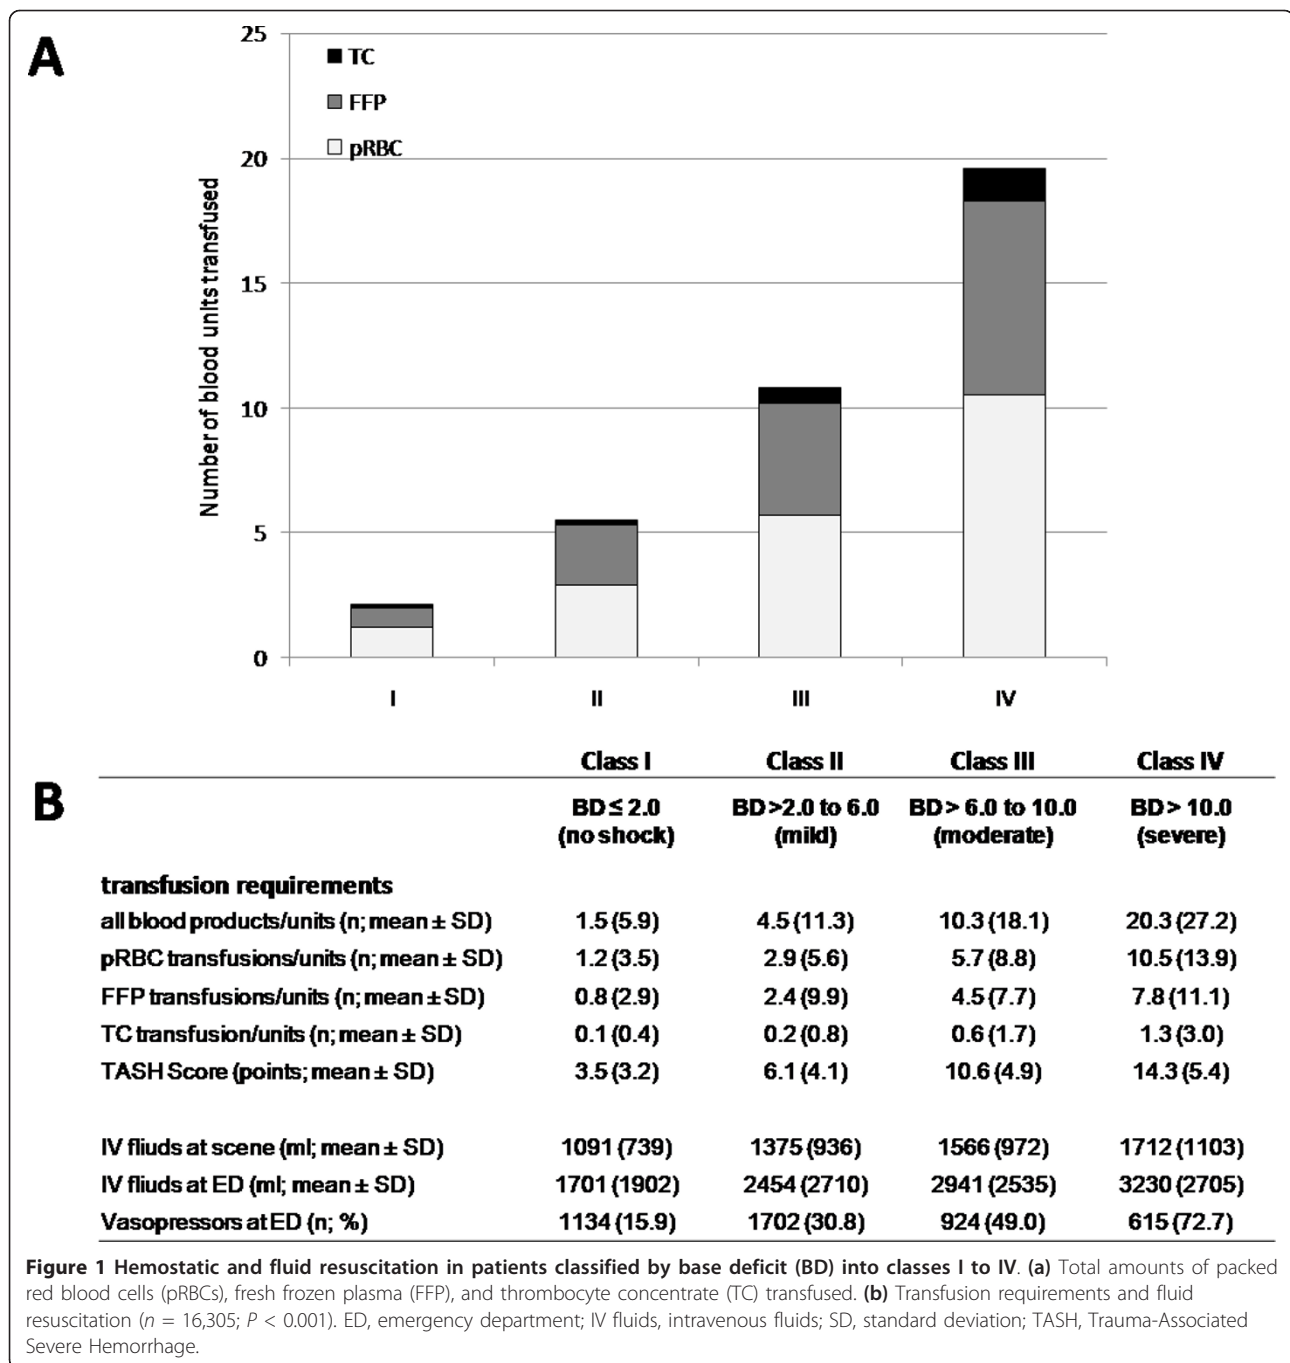 A
25
20
15
10
5
0
Number of blood units transfused
TC
FFP
pRBC
I II III IV
B
Class I Class II Class III Class IV
BD ≤ 2.0 BD >2.0 to 6.0 BD > 6.0 to 10.0 BD > 10.0
(no shock) (mild) (moderate) (severe)
transfusion requirements
all blood products/units (n; mean ± SD) 1.5 (5.9) 4.5 (11.3) 10.3 (18.1) 20.3 (27.2)
pRBC transfusions/units (n; mean ± SD) 1.2 (3.5) 2.9 (5.6) 5.7 (8.8) 10.5 (13.9)
FFP transfusions/units (n; mean ± SD) 0.8 (2.9) 2.4 (9.9) 4.5 (7.7) 7.8 (11.1)
TC transfusion/units (n; mean ± SD) 0.1 (0.4) 0.2 (0.8) 0.6 (1.7) 1.3 (3.0)
TASH Score (points; mean ± SD) 3.5 (3.2) 6.1 (4.1) 10.6 (4.9) 14.3 (5.4)
IV fliuds at scene (ml; mean ± SD) 1091 (739) 1375 (936) 1566 (972) 1712 (1103)
IV fliuds at ED (ml; mean ± SD) 1701 (1902) 2454 (2710) 2941 (2535) 3230 (2705)
Vasopressors at ED (n; %) 1134 (15.9) 1702 (30.8) 924 (49.0) 615 (72.7)
Figure 1 Hemostatic and fluid resuscitation in patients classified by base deficit (BD) into classes I to IV. (a) Total amounts of packed
red blood cells (pRBCs), fresh frozen plasma (FFP), and thrombocyte concentrate (TC) transfused. (b) Transfusion requirements and fluid
resuscitation (n = 16,305; P < 0.001). ED, emergency department; IV fluids, intravenous fluids; SD, standard deviation; TASH, Trauma-Associated
Severe Hemorrhage.